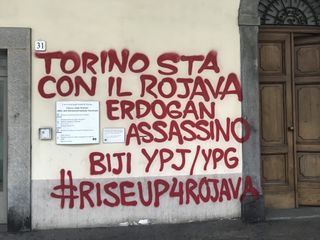 31
TORINO STA
CON IL ROJAVA
ERDOGAN
ASSASSINO
BIJI YPJ/YPG
#RISEUP4ROJAVA